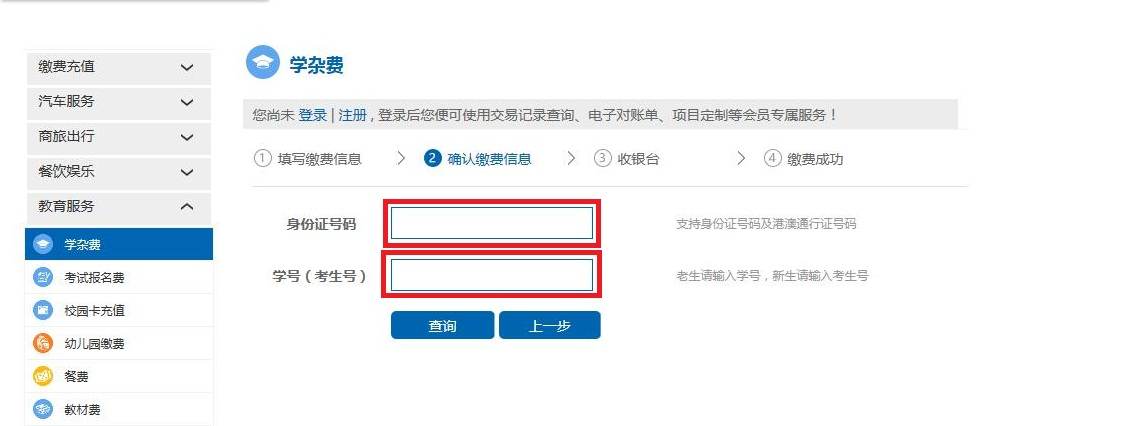 缴费充值
汽车服务
商旅出行
餐饮娱乐
教育服务
学杂费
考试报名费
校园卡充值
幼儿园缴费
餐费
教材费
学杂费
您尚未 登录 | 注册 , 登录后您便可使用交易记录查询、电子对账单、项目定制等会员专属服务！
1 填写缴费信息 2 确认缴费信息 3 收银台 4 缴费成功
身份证号码 支持身份证号码及港澳通行证号码
学号（考生号） 老生请输入学号，新生请输入考生号
查询 上一步